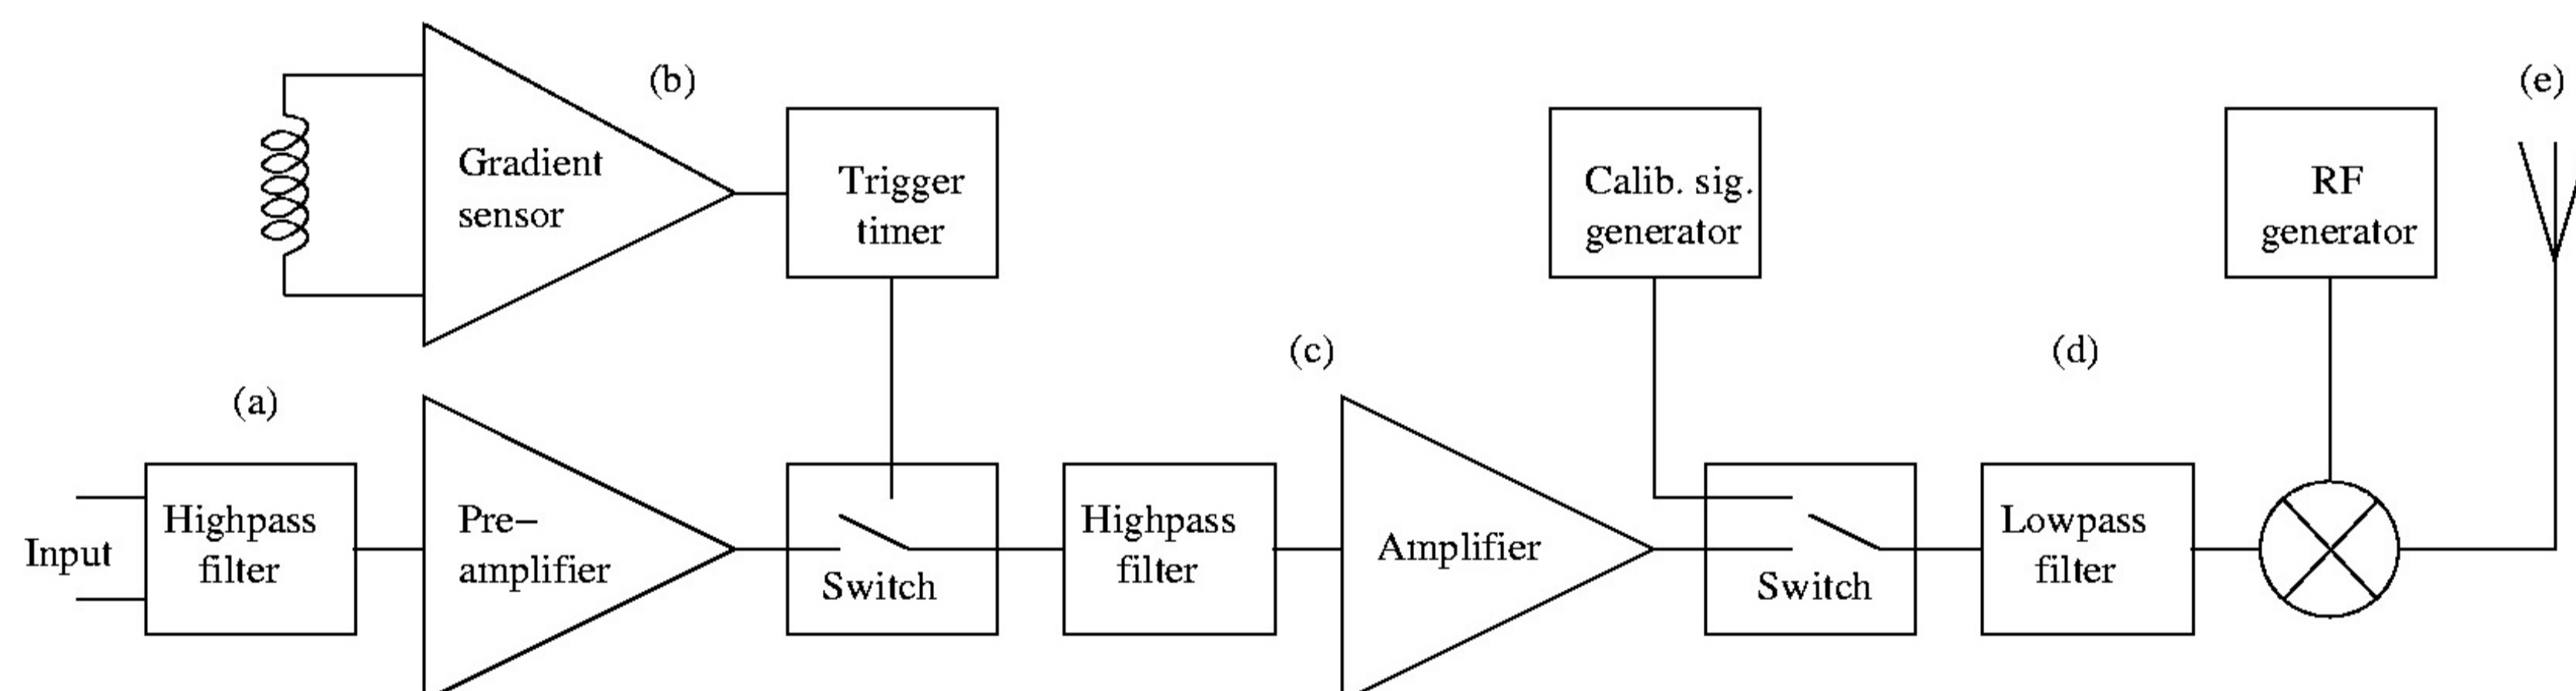 (b)
(e)
Gradient
sensor
Trigger
timer
Calib. sig.
generator
RF
generator
(a)
(c)
(d)
Input
Highpass
filter
Pre−
amplifier
Switch
Highpass
filter
Amplifier
Switch
Lowpass
filter